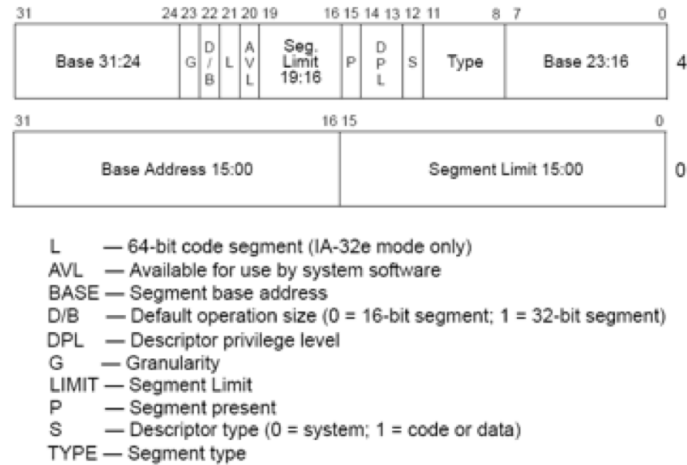 31 24 23 22 21 20 19 16 15 14 13 12 11 8 7 0
Base 31:24 G D/B L AVL Seg. Limit 19:16 P DPL S Type Base 23:16 4
31 16 15 0
Base Address 15:00 Segment Limit 15:00 0
L — 64-bit code segment (IA-32e mode only)
AVL — Available for use by system software
BASE — Segment base address
D/B — Default operation size (0 = 16-bit segment; 1 = 32-bit segment)
DPL — Descriptor privilege level
G — Granularity
LIMIT — Segment Limit
P — Segment present
S — Descriptor type (0 = system; 1 = code or data)
TYPE — Segment type